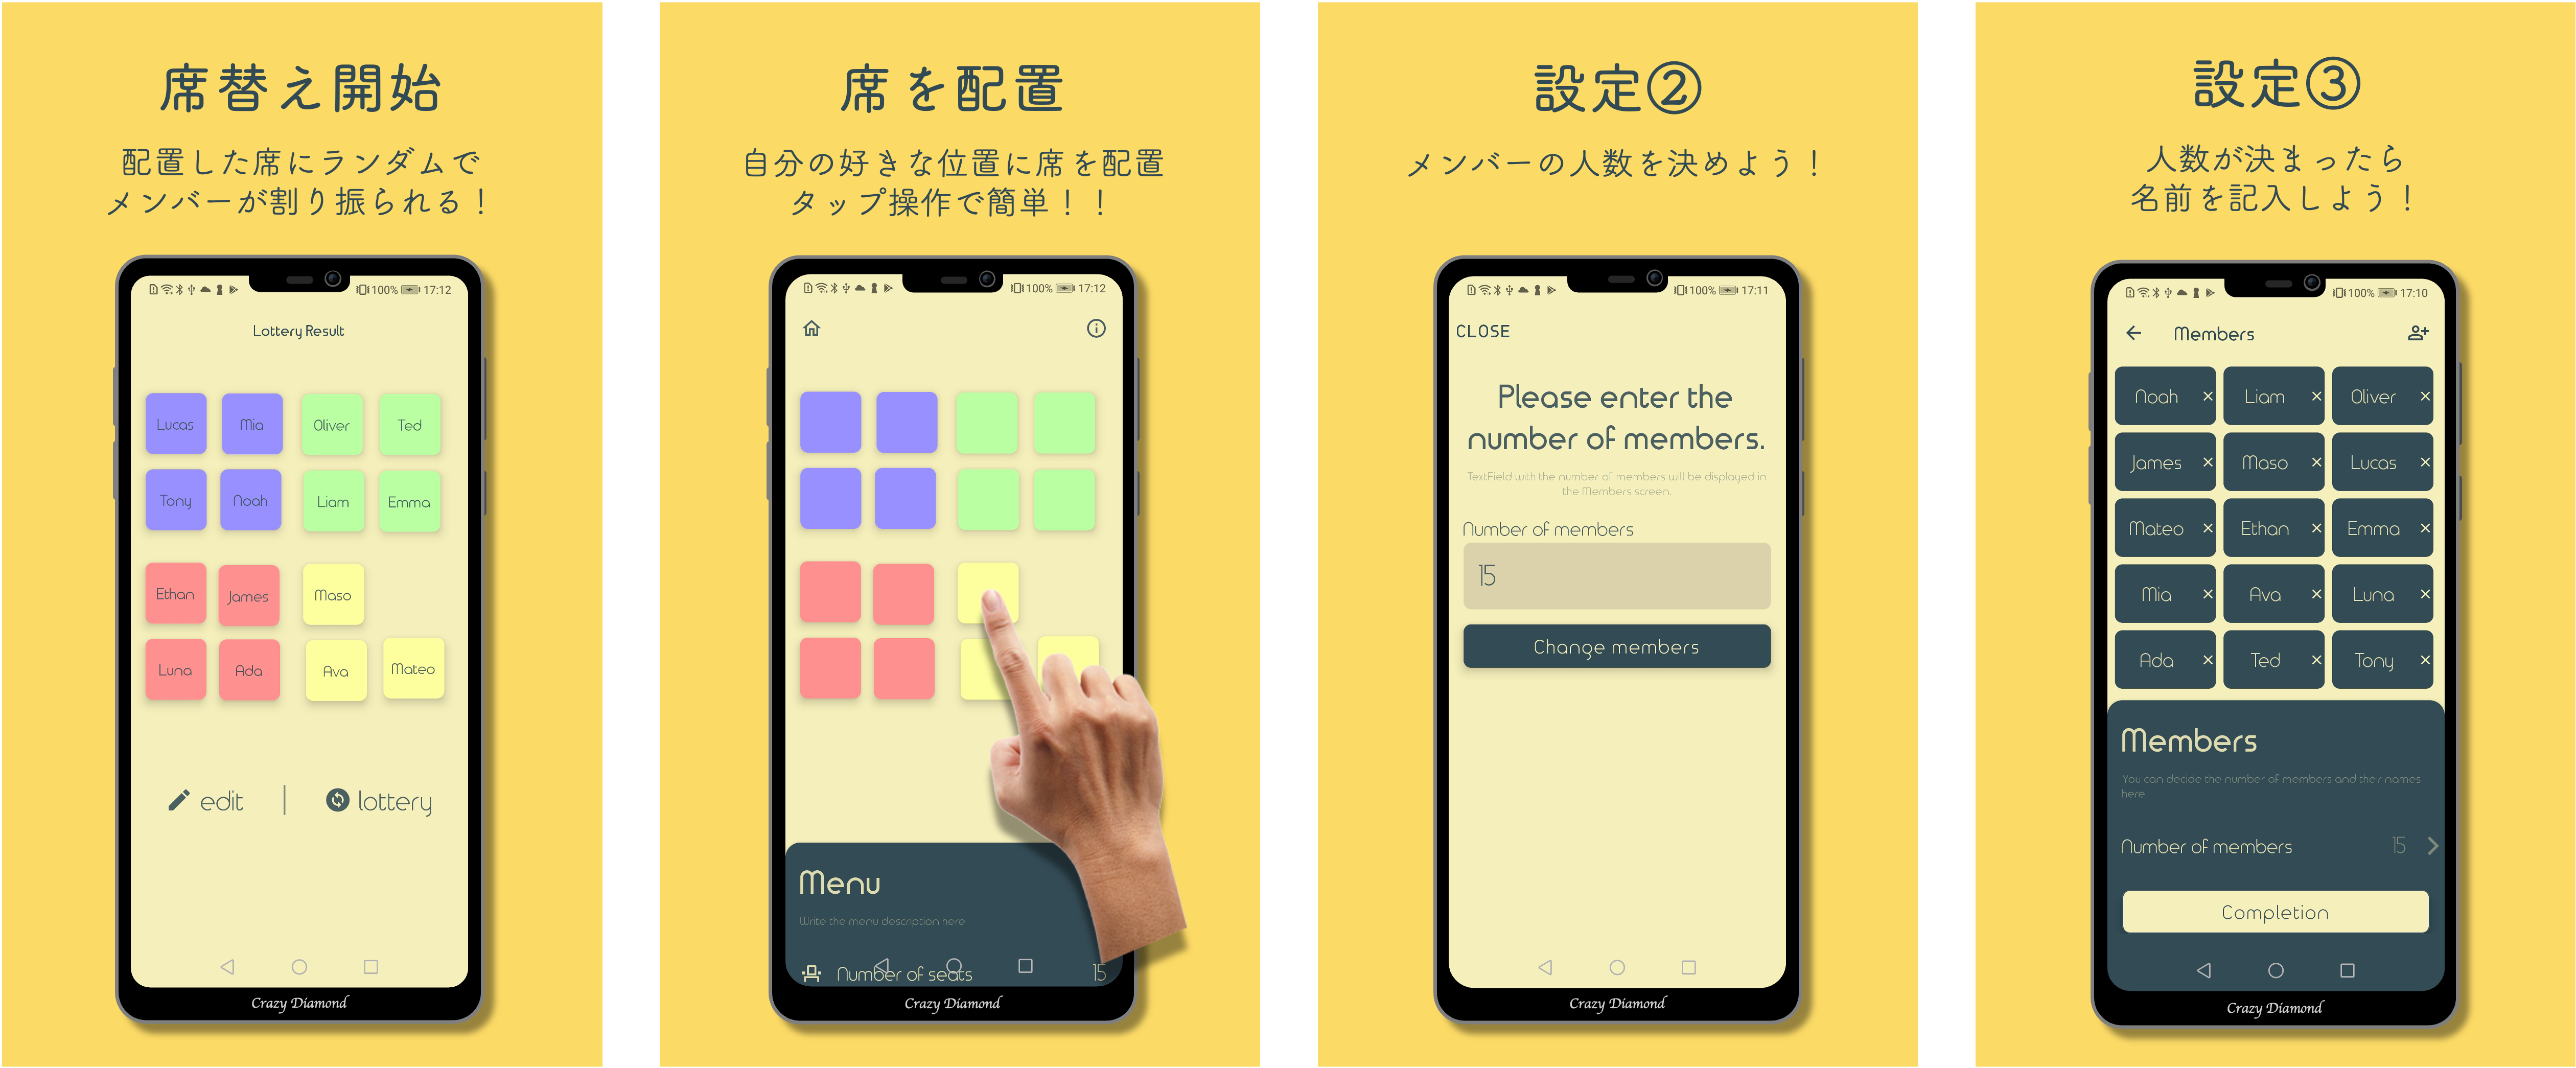 席替え開始
配置した席にランダムで
メンバーが割り振られる！
100% 17:12
Lottery Result
Lucas Mia Oliver Ted
Tony Noah Liam Emma
Ethan James Maso
Luna Ada Ava Mateo
edit | lottery
Crazy Diamond
席を配置
自分の好きな位置に席を配置
タップ操作で簡単！！
100% 17:12
Menu
Write the menu description here
Number of seats 15
Crazy Diamond
設定②
メンバーの人数を決めよう！
100% 17:11
CLOSE
Please enter the
number of members.
TextField with the number of members will be displayed in
the Members screen.
Number of members
15
Change members
Crazy Diamond
設定③
人数が決まったら
名前を記入しよう！
100% 17:10
Members
Noah × Liam × Oliver ×
James × Maso × Lucas ×
Mateo × Ethan × Emma ×
Mia × Ava × Luna ×
Ada × Ted × Tony ×
Members
You can decide the number of members and their names
here
Number of members 15
Completion
Crazy Diamond